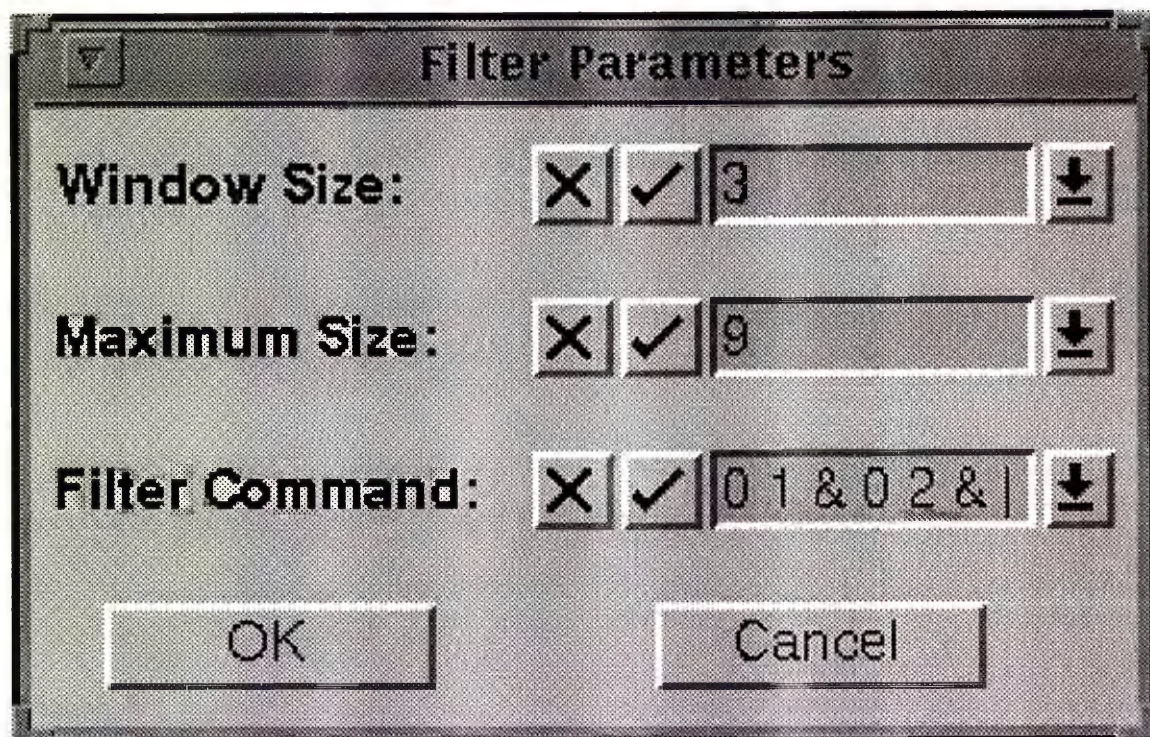 Filter Parameters
Window Size: 3
Maximum Size: 9
Filter Command: 0 1 & 0 2 & |
OK Cancel